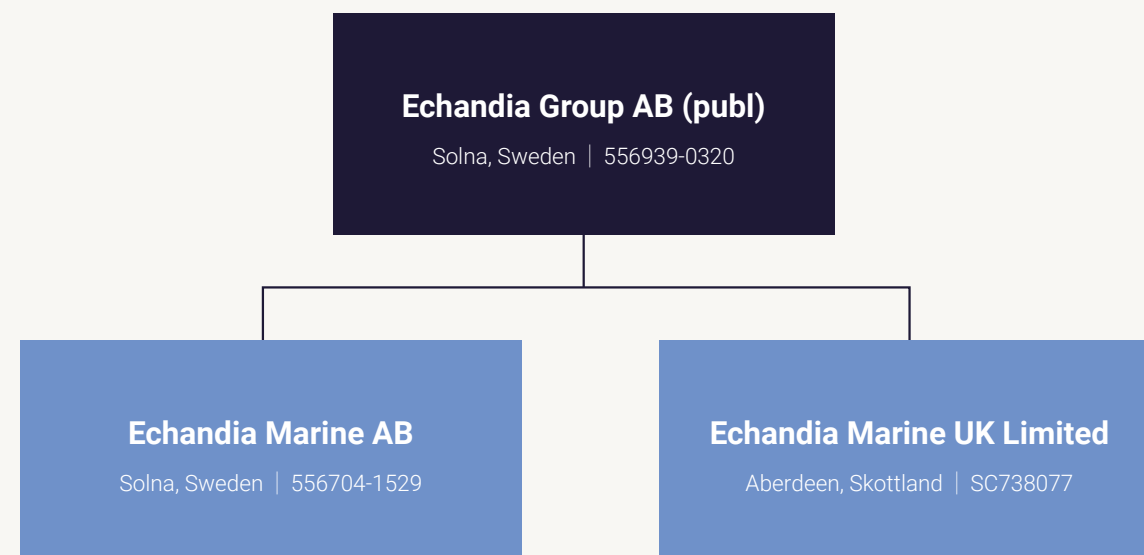 Echandia Group AB (publ)
Solna, Sweden | 556939-0320
Echandia Marine AB
Solna, Sweden | 556704-1529
Echandia Marine UK Limited
Aberdeen, Skottland | SC738077